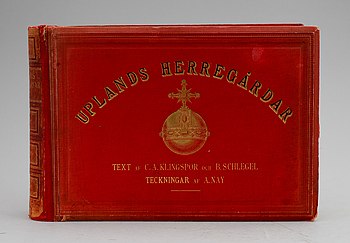 UPLANDS HERREGÅRDAR
TEXT AF C. A. KLINGSPOR OCH B. SCHLEGEL
TECKNINGAR AF A. NAY